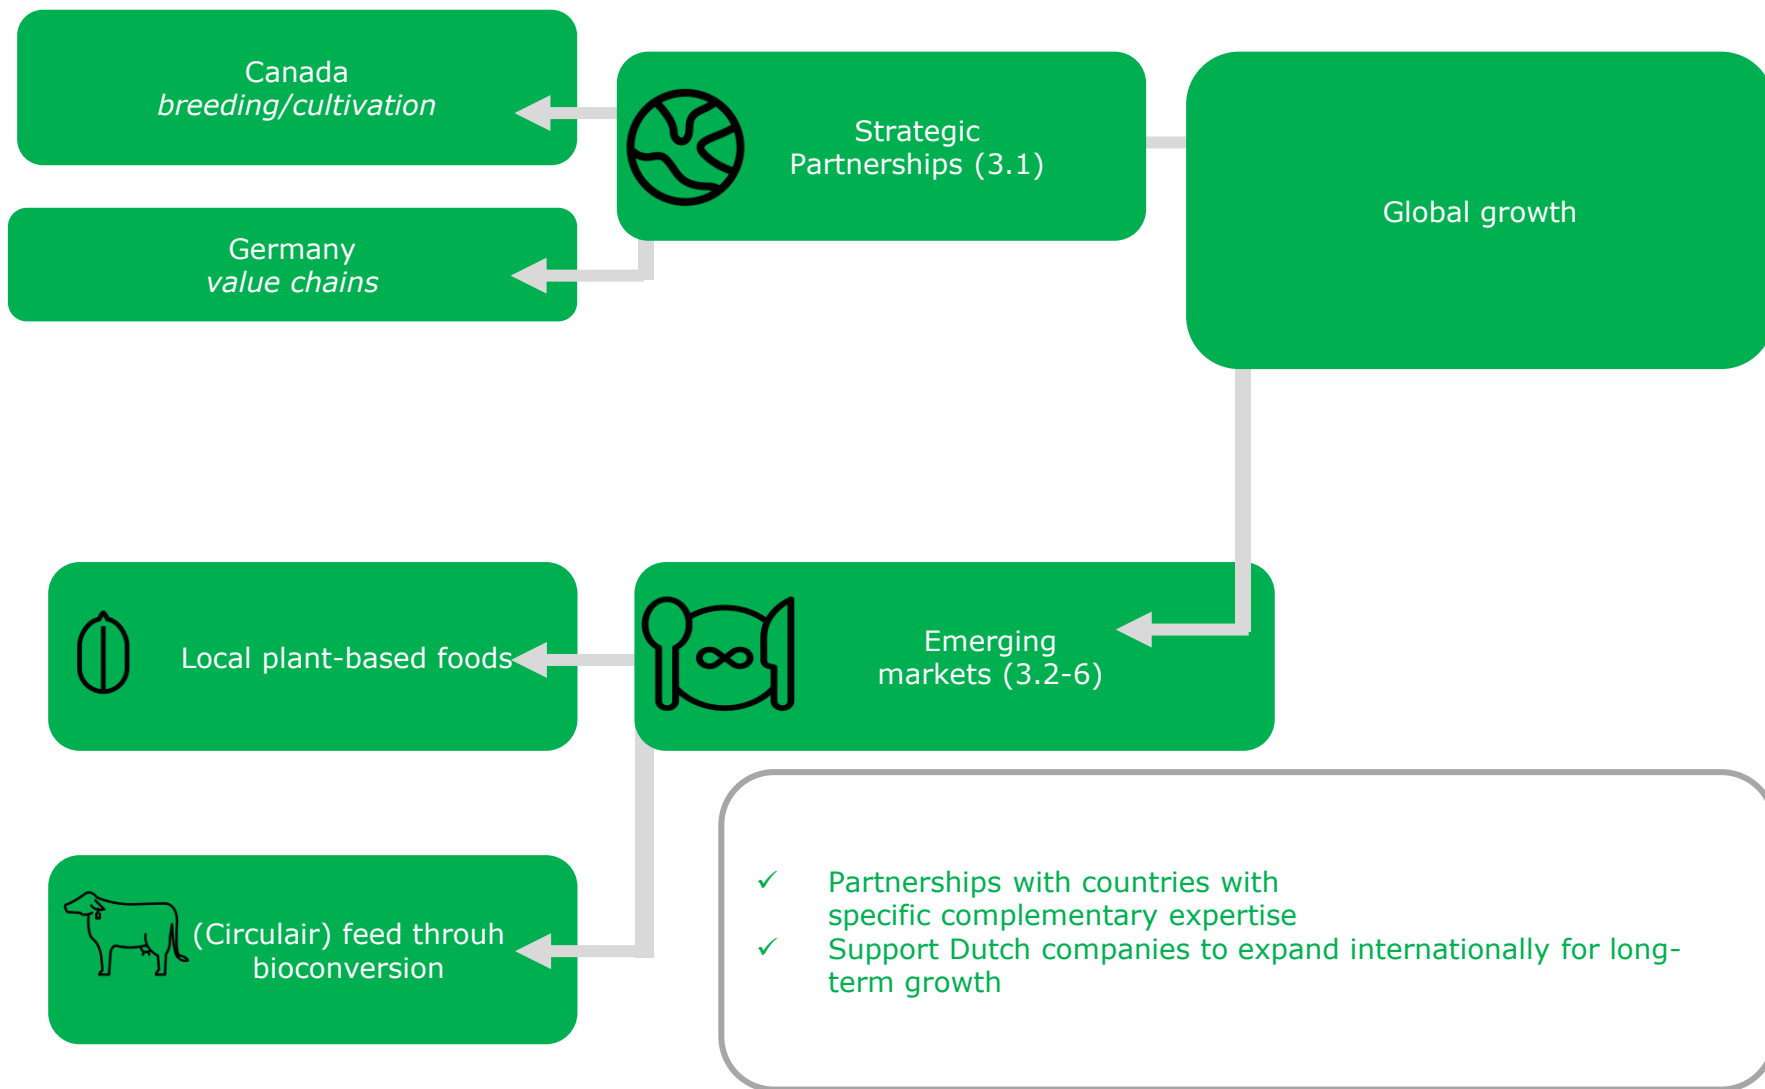 Canada
breeding/cultivation
Strategic
Partnerships (3.1)
Global growth
Germany
value chains
Local plant-based foods
Emerging
markets (3.2-6)
(Circulair) feed throuh
bioconversion
✓ Partnerships with countries with
specific complementary expertise
✓ Support Dutch companies to expand internationally for long-
term growth